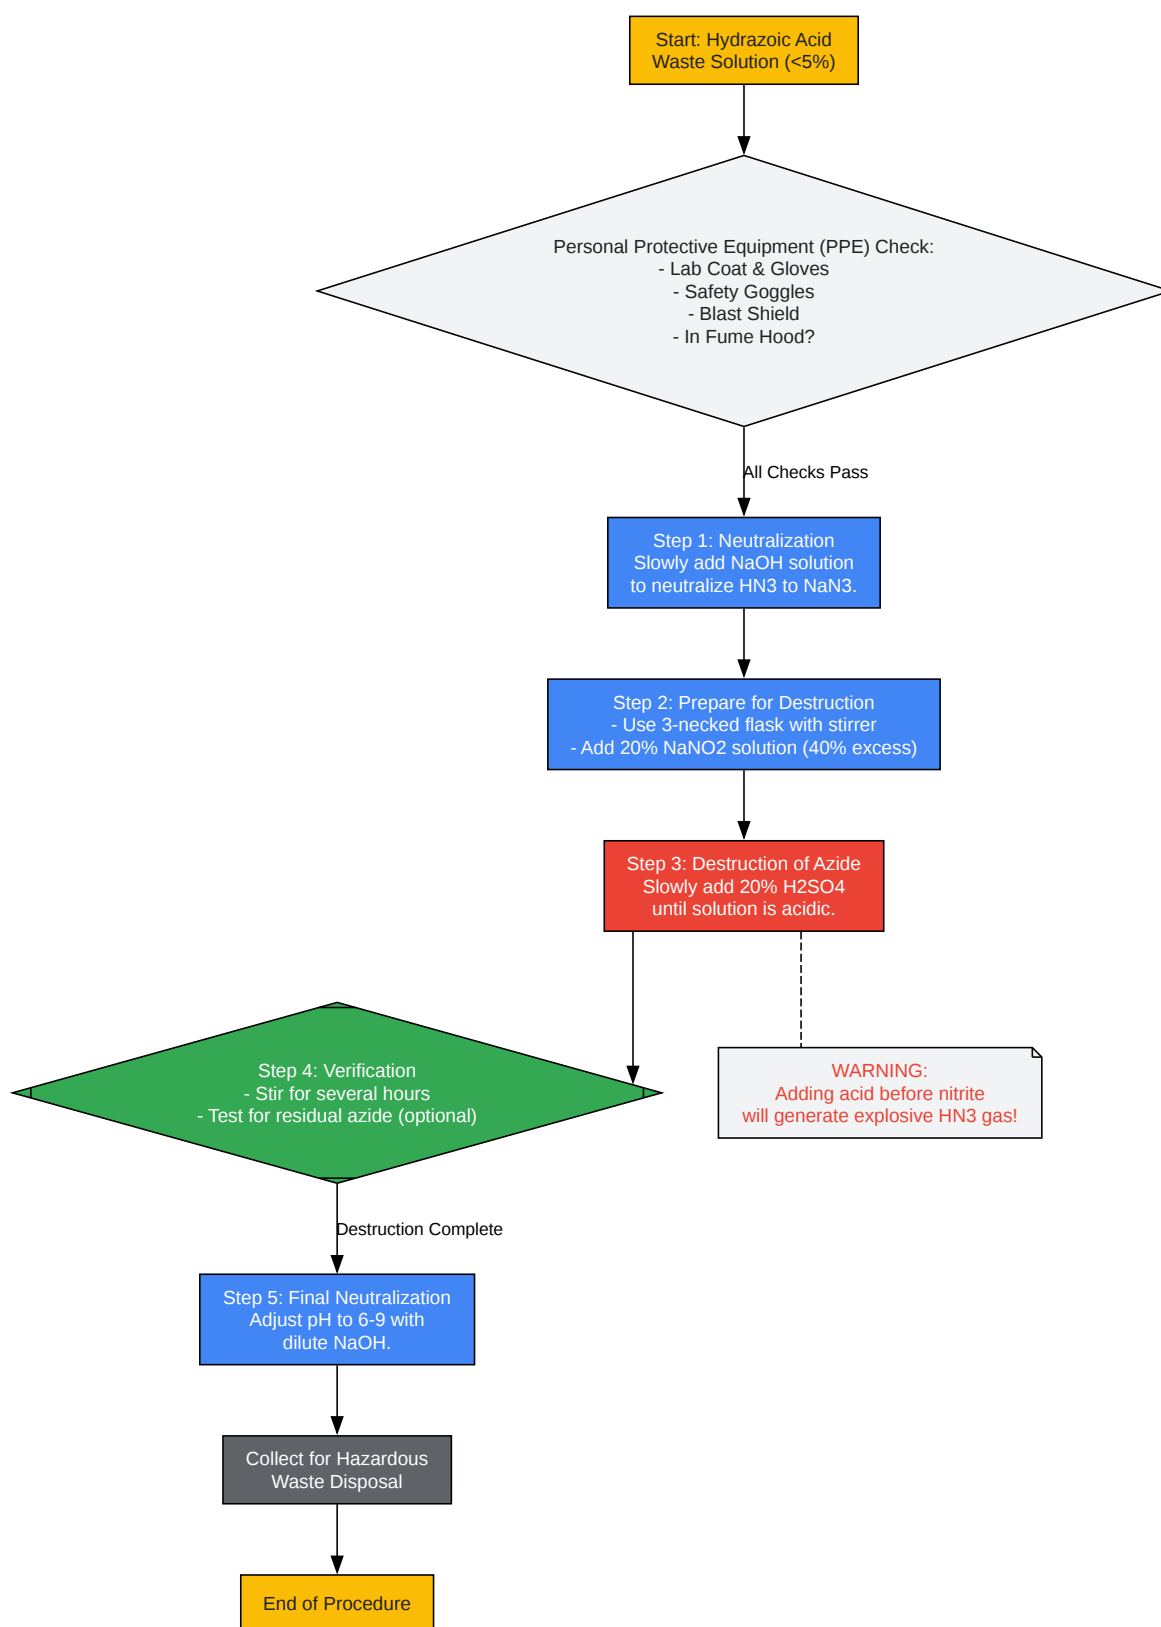 Start: Hydrazoic Acid
Waste Solution (<5%)
Personal Protective Equipment (PPE) Check:
- Lab Coat & Gloves
- Safety Goggles
- Blast Shield
- In Fume Hood?
All Checks Pass
Step 1: Neutralization
Slowly add NaOH solution
to neutralize HN3 to NaN3.
Step 2: Prepare for Destruction
- Use 3-necked flask with stirrer
- Add 20% NaNO2 solution (40% excess)
Step 3: Destruction of Azide
Slowly add 20% H2SO4
until solution is acidic.
Step 4: Verification
- Stir for several hours
- Test for residual azide (optional)
WARNING:
Adding acid before nitrite
will generate explosive HN3 gas!
Destruction Complete
Step 5: Final Neutralization
Adjust pH to 6-9 with
dilute NaOH.
Collect for Hazardous
Waste Disposal
End of Procedure